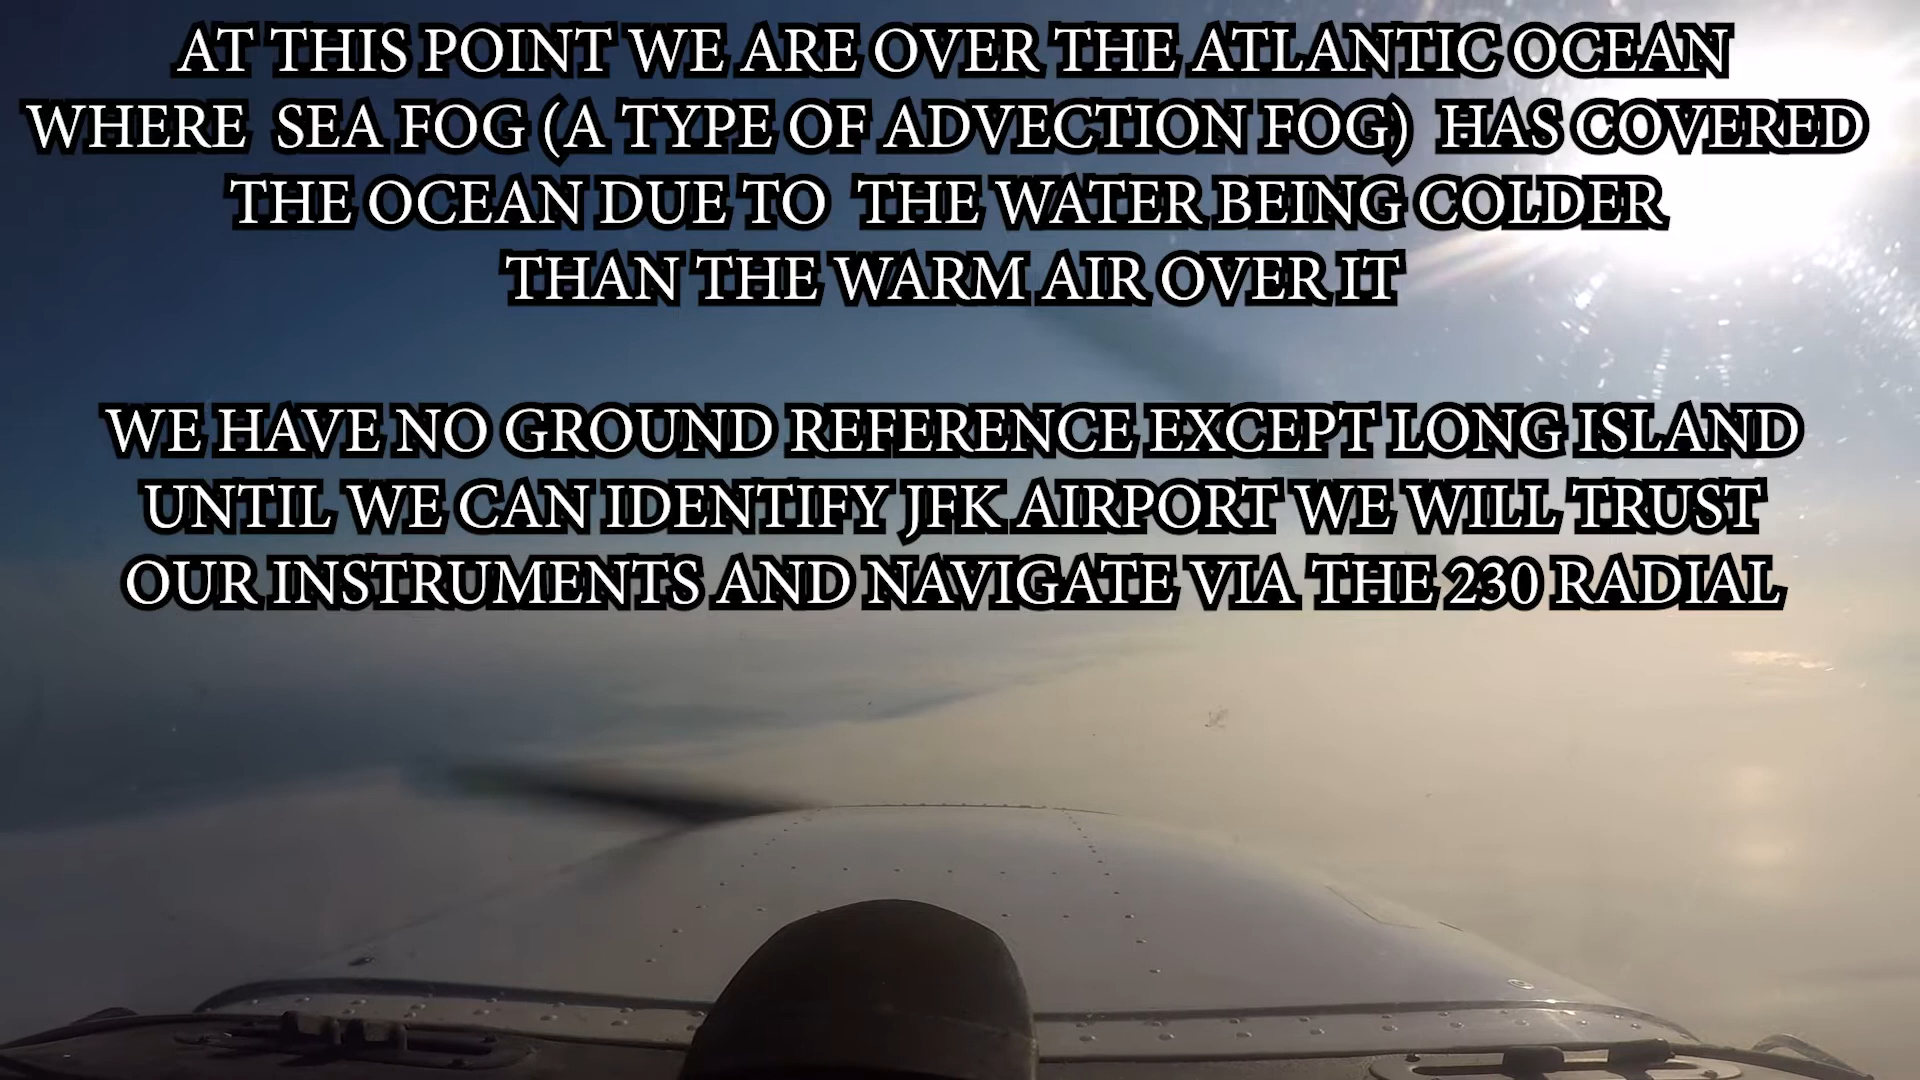 AT THIS POINT WE ARE OVER THE ATLANTIC OCEAN
WHERE SEA FOG (A TYPE OF ADVECTION FOG) HAS COVERED
THE OCEAN DUE TO THE WATER BEING COLDER
THAN THE WARM AIR OVER IT
WE HAVE NO GROUND REFERENCE EXCEPT LONG ISLAND
UNTIL WE CAN IDENTIFY JFK AIRPORT WE WILL TRUST
OUR INSTRUMENTS AND NAVIGATE VIA THE 230 RADIAL